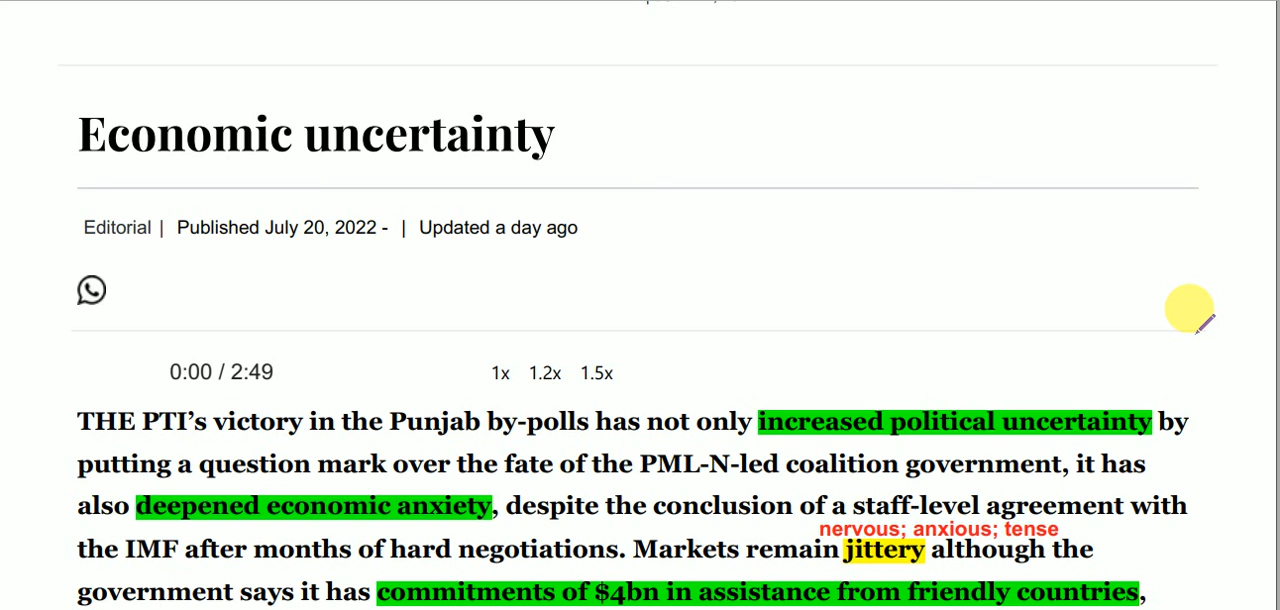 Economic uncertainty
Editorial | Published July 20, 2022 - | Updated a day ago
0:00 / 2:49 1x 1.2x 1.5x
THE PTI’s victory in the Punjab by-polls has not only increased political uncertainty by
putting a question mark over the fate of the PML-N-led coalition government, it has
also deepened economic anxiety, despite the conclusion of a staff-level agreement with
nervous; anxious; tense
the IMF after months of hard negotiations. Markets remain jittery although the
government says it has commitments of $4bn in assistance from friendly countries,